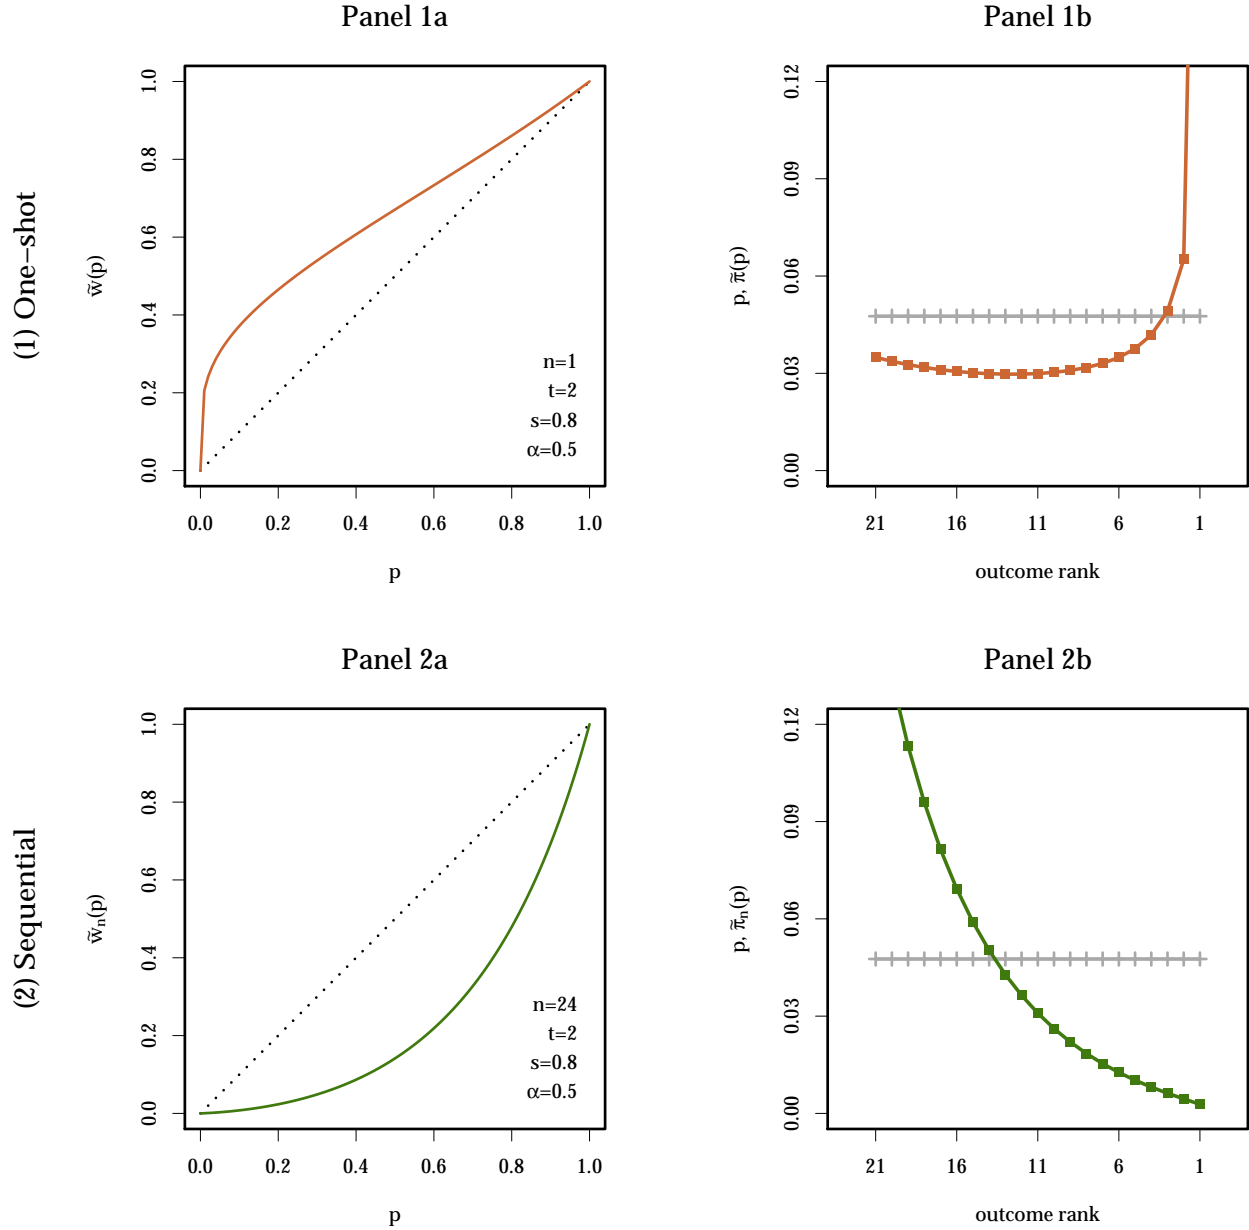 Panel 1a
Panel 1b
(1) One−shot
w̃(p)
1.0
0.8
0.6
0.4
0.2
0.0
n=1
t=2
s=0.8
α=0.5
0.0 0.2 0.4 0.6 0.8 1.0
p
p, π̃(p)
0.12
0.09
0.06
0.03
0.00
21 16 11 6 1
outcome rank
Panel 2a
Panel 2b
(2) Sequential
w̃n(p)
1.0
0.8
0.6
0.4
0.2
0.0
n=24
t=2
s=0.8
α=0.5
0.0 0.2 0.4 0.6 0.8 1.0
p
p, π̃n(p)
0.12
0.09
0.06
0.03
0.00
21 16 11 6 1
outcome rank